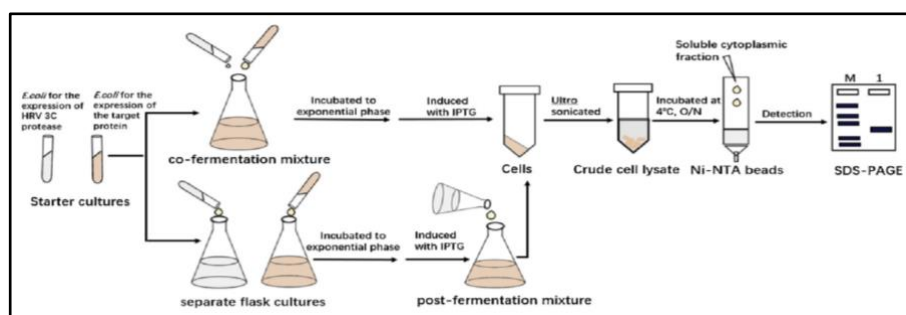 E.coli for the
expression of
HRV 3C
protease
E.coli for the
expression of
the target
protein
Starter cultures
co-fermentation mixture
Incubated to
exponential phase
Induced
with IPTG
separate flask cultures
Incubated to
exponential phase
Induced
with IPTG
post-fermentation mixture
Cells
Ultro
sonicated
Crude cell lysate
Incubated at
4°C, O/N
Soluble cytoplasmic
fraction
Ni-NTA beads
Detection
M 1
SDS-PAGE